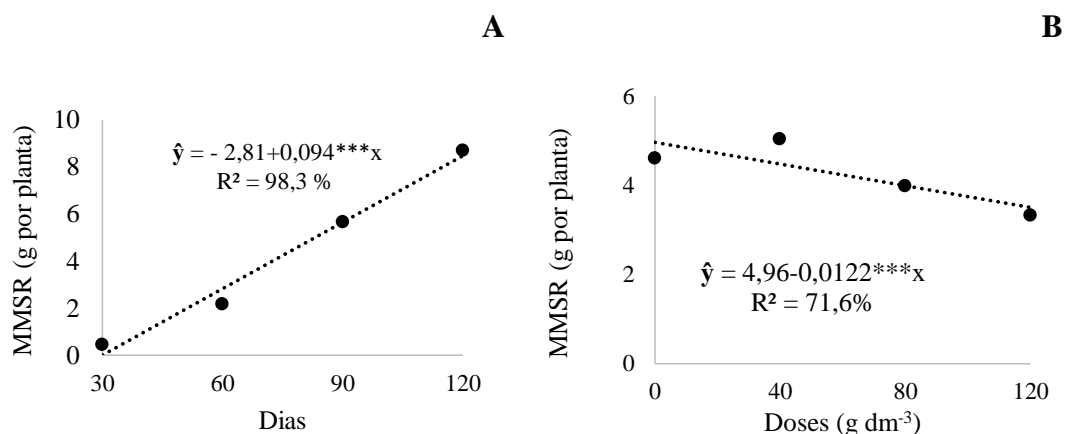 A
MMSR (g por planta)
10
8
6
4
2
0
ŷ = - 2,81+0,094***x
R² = 98,3 %
30 60 90 120
Dias
B
MMSR (g por planta)
6
4
2
0
ŷ = 4,96-0,0122***x
R² = 71,6%
0 40 80 120
Doses (g dm⁻³)